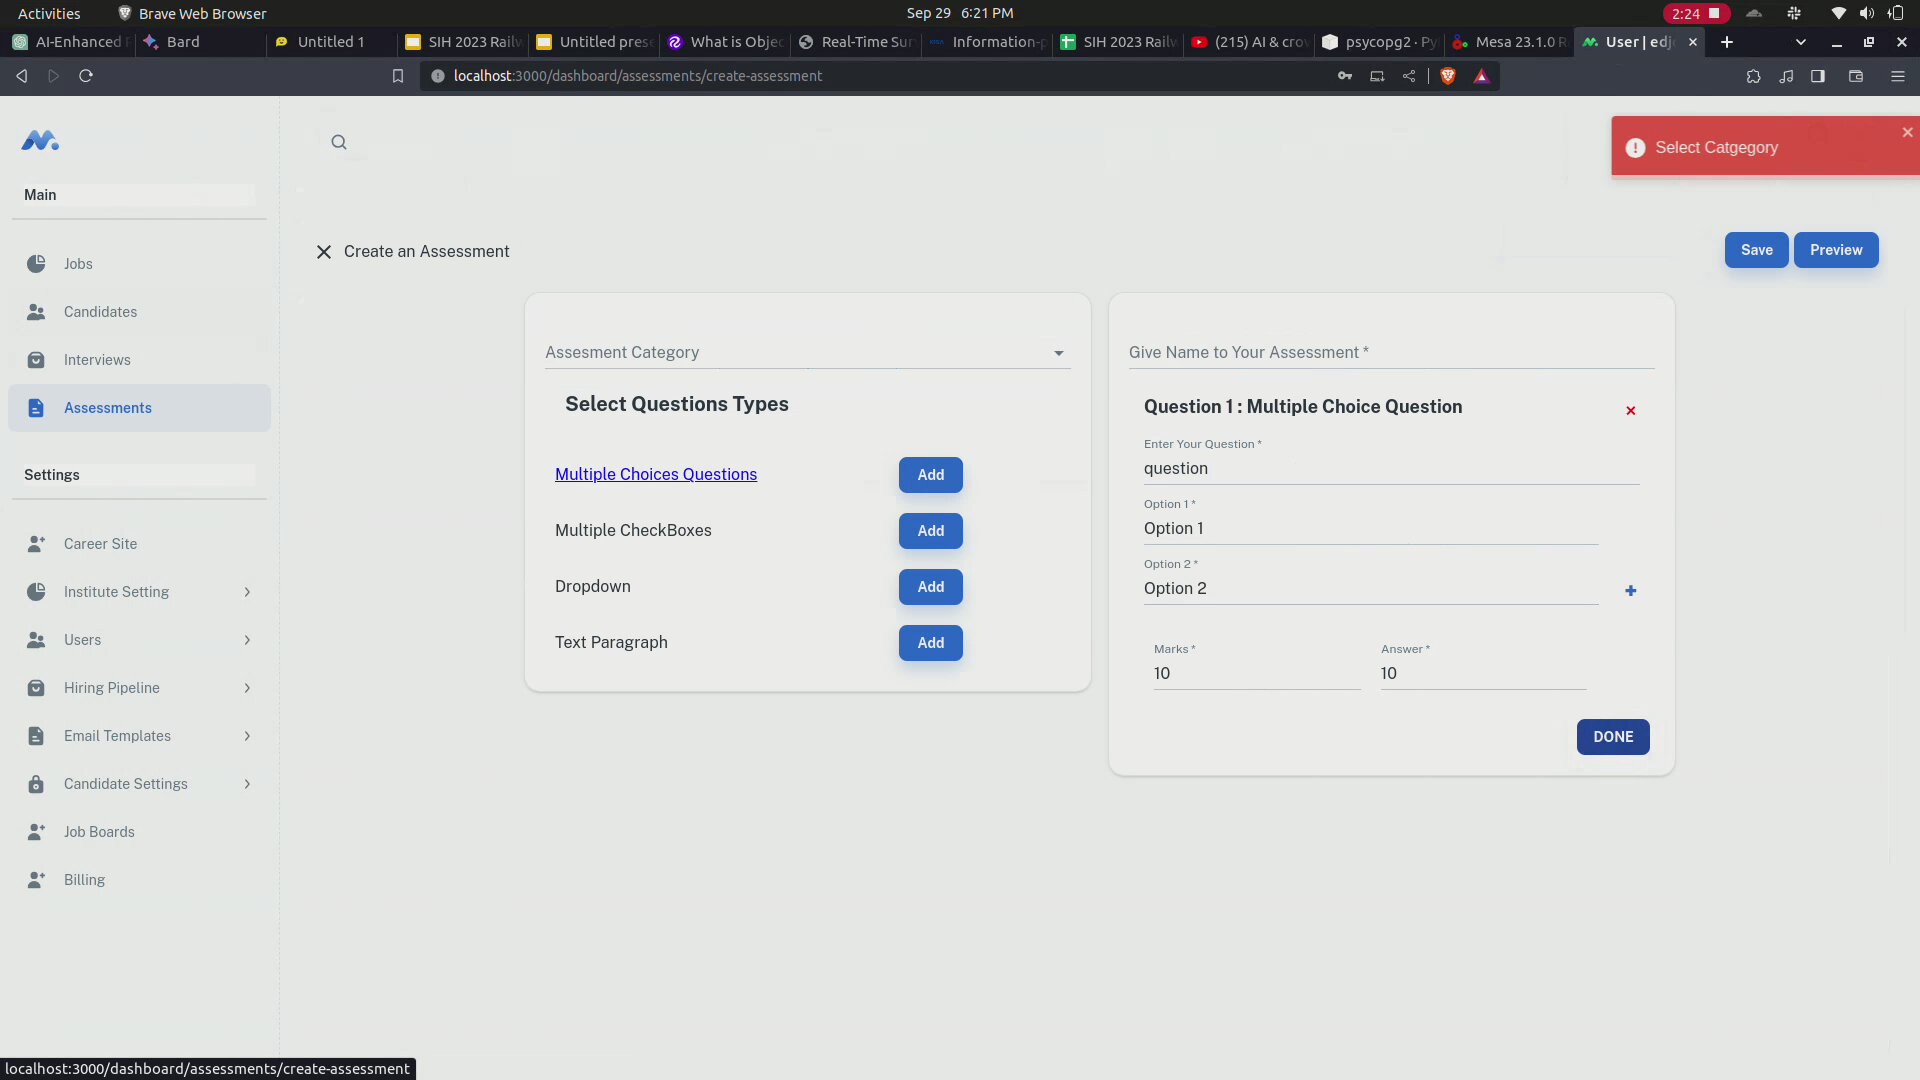 Activities
Brave Web Browser
Sep 29 6:21 PM
2:24
AI-Enhanced
Bard
Untitled 1
SIH 2023 Railw
Untitled prese
What is Objec
Real-Time Sur
Information-p
SIH 2023 Railw
(215) AI & crow
psycopg2 · Py
Mesa 23.1.0 R
User | edj
localhost:3000/dashboard/assessments/create-assessment
Select Catgegory
Main
Jobs
Candidates
Interviews
Assessments
Settings
Career Site
Institute Setting
Users
Hiring Pipeline
Email Templates
Candidate Settings
Job Boards
Billing
Create an Assessment
Save
Preview
Assesment Category
Select Questions Types
Multiple Choices Questions
Add
Multiple CheckBoxes
Add
Dropdown
Add
Text Paragraph
Add
Give Name to Your Assessment *
Question 1 : Multiple Choice Question
Enter Your Question *
question
Option 1 *
Option 1
Option 2 *
Option 2
Marks *
10
Answer *
10
DONE
localhost:3000/dashboard/assessments/create-assessment